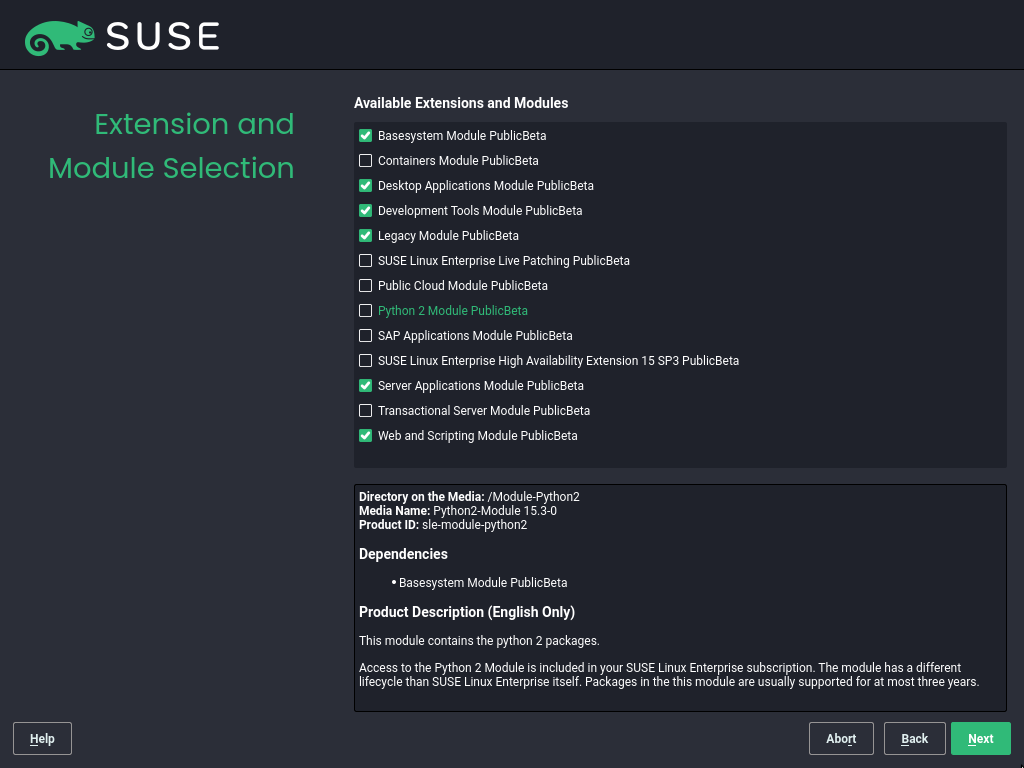 SUSE
Extension and
Module Selection
Available Extensions and Modules
Basesystem Module PublicBeta
Containers Module PublicBeta
Desktop Applications Module PublicBeta
Development Tools Module PublicBeta
Legacy Module PublicBeta
SUSE Linux Enterprise Live Patching PublicBeta
Public Cloud Module PublicBeta
Python 2 Module PublicBeta
SAP Applications Module PublicBeta
SUSE Linux Enterprise High Availability Extension 15 SP3 PublicBeta
Server Applications Module PublicBeta
Transactional Server Module PublicBeta
Web and Scripting Module PublicBeta
Directory on the Media: /Module-Python2
Media Name: Python2-Module 15.3-0
Product ID: sle-module-python2
Dependencies
• Basesystem Module PublicBeta
Product Description (English Only)
This module contains the python 2 packages.
Access to the Python 2 Module is included in your SUSE Linux Enterprise subscription. The module has a different
lifecycle than SUSE Linux Enterprise itself. Packages in the this module are usually supported for at most three years.
Help Abort Back Next